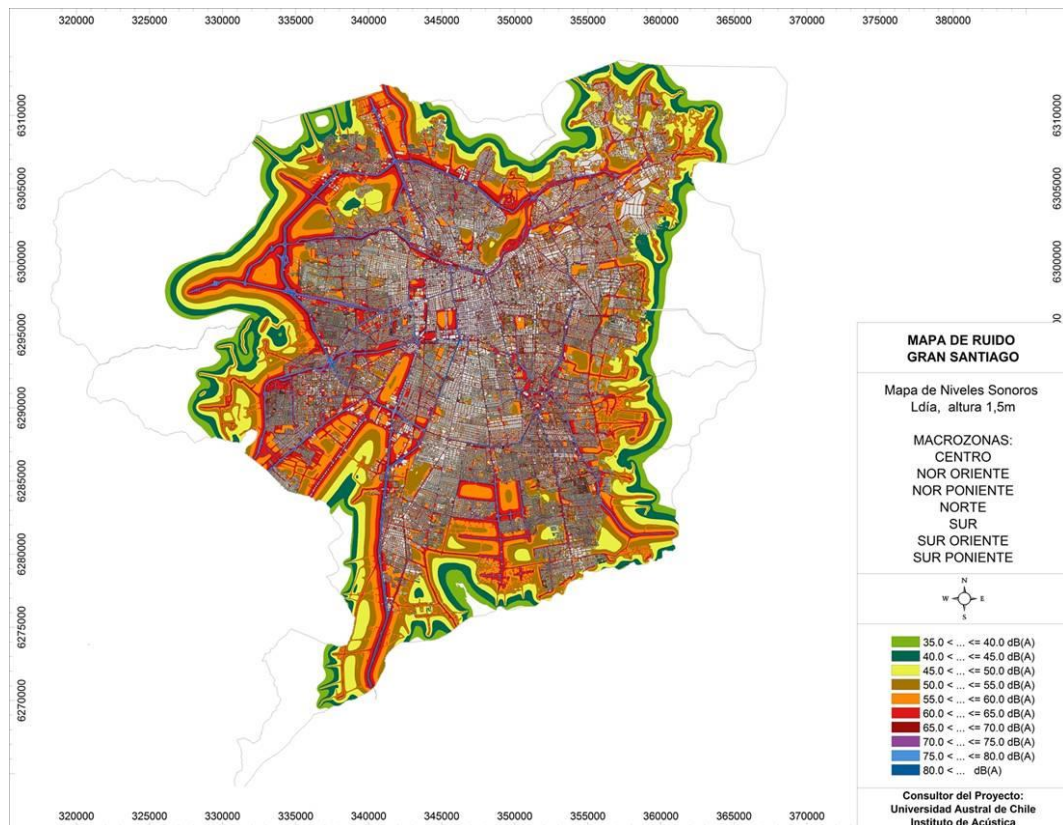 320000 325000 330000 335000 340000 345000 350000 355000 360000 365000 370000 375000 380000
6310000
6305000
6300000
6295000
6290000
6285000
6280000
6275000
6270000
6310000
6305000
6300000
MAPA DE RUIDO
GRAN SANTIAGO
Mapa de Niveles Sonoros
Ldía, altura 1,5m
MACROZONAS:
CENTRO
NOR ORIENTE
NOR PONIENTE
NORTE
SUR
SUR ORIENTE
SUR PONIENTE
N
W E
S
35.0 < ... <= 40.0 dB(A)
40.0 < ... <= 45.0 dB(A)
45.0 < ... <= 50.0 dB(A)
50.0 < ... <= 55.0 dB(A)
55.0 < ... <= 60.0 dB(A)
60.0 < ... <= 65.0 dB(A)
65.0 < ... <= 70.0 dB(A)
70.0 < ... <= 75.0 dB(A)
75.0 < ... <= 80.0 dB(A)
80.0 < ... dB(A)
Consultor del Proyecto:
Universidad Austral de Chile
Instituto de Acústica
320000 325000 330000 335000 340000 345000 350000 355000 360000 365000 370000